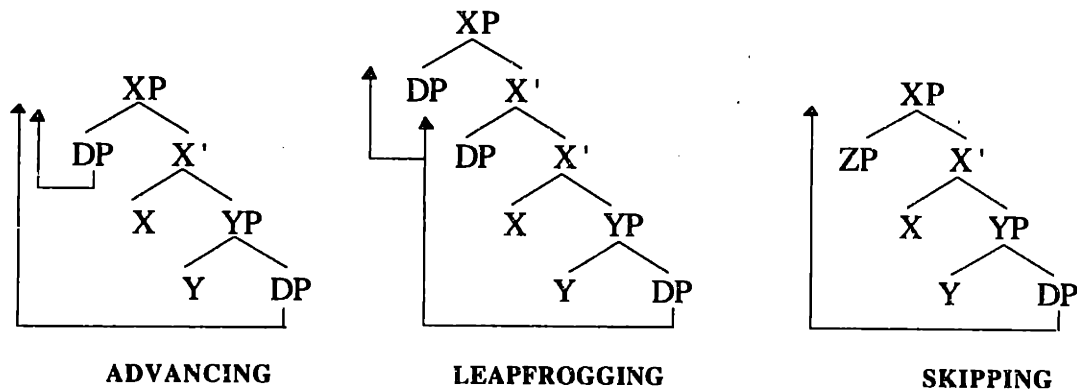 XP
DP X'
X YP
Y DP
ADVANCING
XP
DP X'
DP X'
X YP
Y DP
LEAPFROGGING
XP
ZP X'
X YP
Y DP
SKIPPING